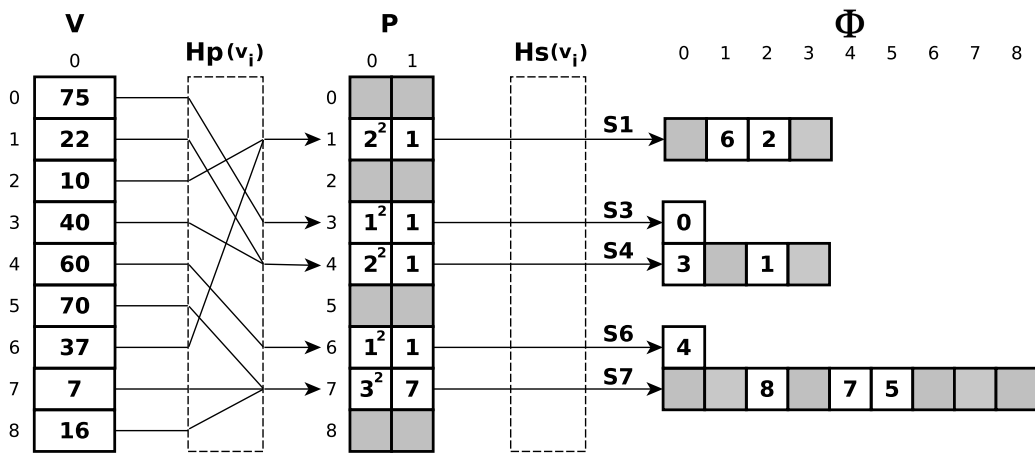 V P Φ
0 Hp(vᵢ) 0 1 Hs(vᵢ) 0 1 2 3 4 5 6 7 8
0 75 0
1 22 1 2² 1 S1 6 2
2 10 2
3 40 3 1² 1 S3 0
4 60 4 2² 1 S4 3 1
5 70 5
6 37 6 1² 1 S6 4
7 7 7 3² 7 S7 8 7 5
8 16 8